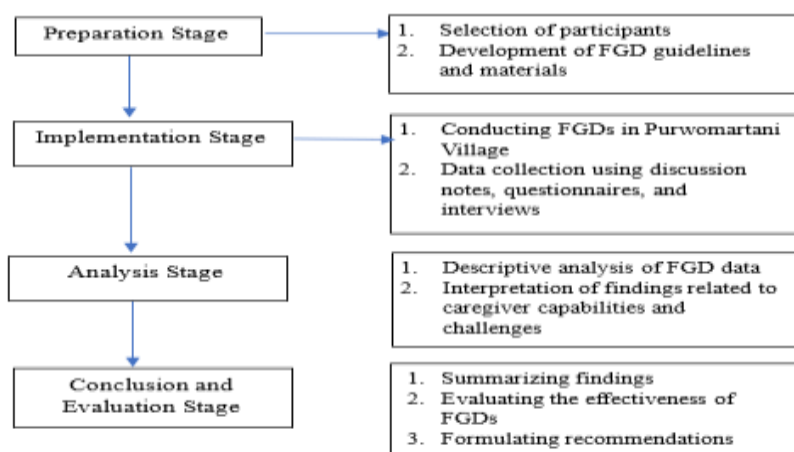 Preparation Stage
1. Selection of participants
2. Development of FGD guidelines
and materials
Implementation Stage
1. Conducting FGDs in Purwomartani
Village
2. Data collection using discussion
notes, questionnaires, and
interviews
Analysis Stage
1. Descriptive analysis of FGD data
2. Interpretation of findings related to
caregiver capabilities and
challenges
Conclusion and
Evaluation Stage
1. Summarizing findings
2. Evaluating the effectiveness of
FGDs
3. Formulating recommendations